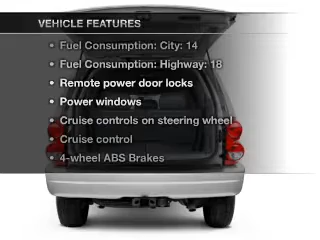 VEHICLE FEATURES
• Fuel Consumption: City: 14
• Fuel Consumption: Highway: 18
• Remote power door locks
• Power windows
• Cruise controls on steering wheel
• Cruise control
• 4-wheel ABS Brakes